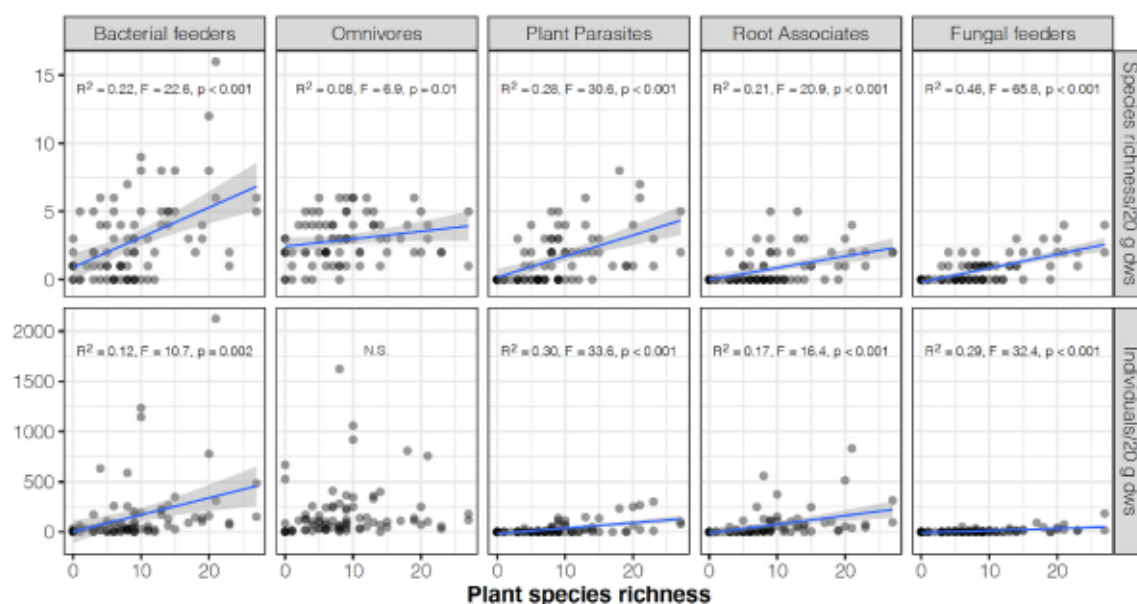 Bacterial feeders Omnivores Plant Parasites Root Associates Fungal feeders
15
R² = 0.22, F = 22.6, p < 0.001 R² = 0.08, F = 6.9, p = 0.01 R² = 0.28, F = 30.6, p < 0.001 R² = 0.21, F = 20.9, p < 0.001 R² = 0.46, F = 65.8, p < 0.001
10
5
0
Species richness/20 g dws
2000
R² = 0.12, F = 10.7, p = 0.002 N.S. R² = 0.30, F = 33.6, p < 0.001 R² = 0.17, F = 16.4, p < 0.001 R² = 0.29, F = 32.4, p < 0.001
1500
1000
500
0
Individuals/20 g dws
0 10 20 0 10 20 0 10 20 0 10 20 0 10 20
Plant species richness